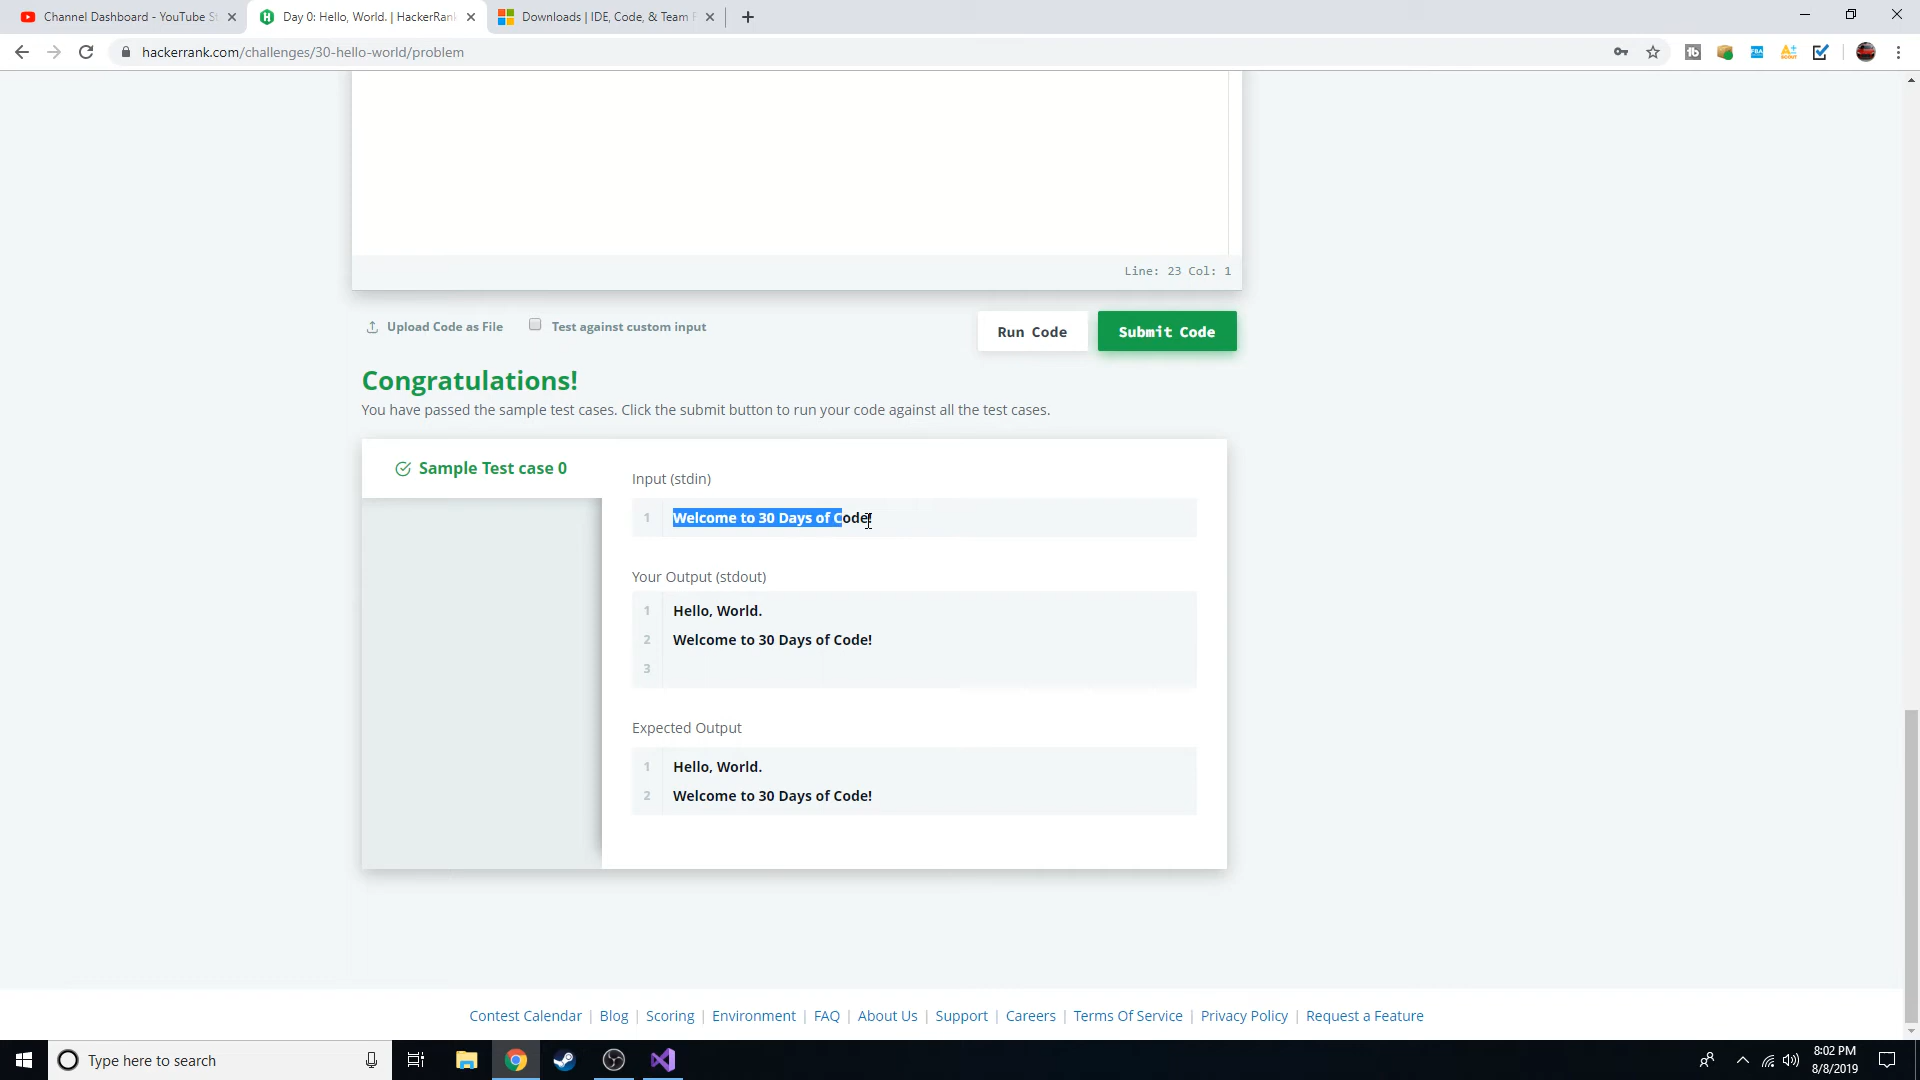 Channel Dashboard - YouTube S
Day 0: Hello, World. | HackerRank
Downloads | IDE, Code, & Team F
hackerrank.com/challenges/30-hello-world/problem
Line: 23 Col: 1
Upload Code as File
Test against custom input
Run Code
Submit Code
Congratulations!
You have passed the sample test cases. Click the submit button to run your code against all the test cases.
Sample Test case 0
Input (stdin)
1 Welcome to 30 Days of Code!
Your Output (stdout)
1 Hello, World.
2 Welcome to 30 Days of Code!
3
Expected Output
1 Hello, World.
2 Welcome to 30 Days of Code!
Contest Calendar | Blog | Scoring | Environment | FAQ | About Us | Support | Careers | Terms Of Service | Privacy Policy | Request a Feature
Type here to search
8:02 PM
8/8/2019